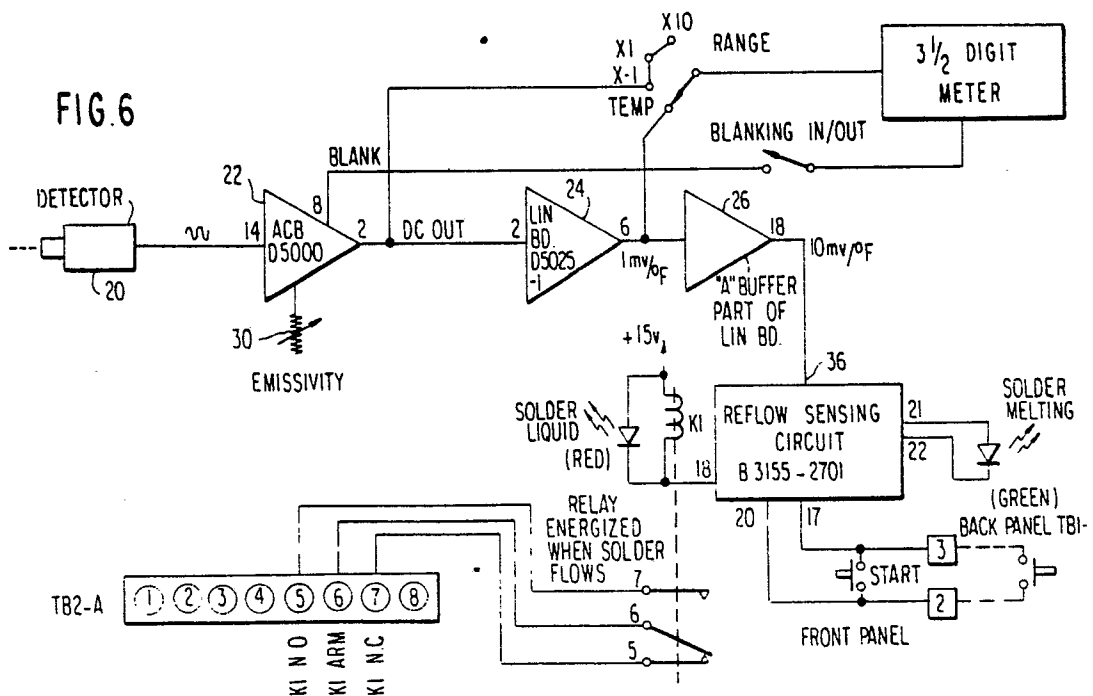 FIG.6
X10
X1
X-1
TEMP
RANGE
3 1/2 DIGIT
METER
BLANKING IN/OUT
BLANK
DETECTOR
20
22
14
8
ACB
D5000
2
DC OUT
2
LIN
BD.
D5025
-1
24
6
1mv/°F
26
18
10mv/°F
"A" BUFFER
PART OF
LIN BD.
30
EMISSIVITY
+15v
SOLDER
LIQUID
(RED)
K1
18
36
REFLOW SENSING
CIRCUIT
B 3155-2701
21
22
SOLDER
MELTING
(GREEN)
20
17
BACK PANEL TB1-
3
START
2
FRONT PANEL
RELAY
ENERGIZED
WHEN SOLDER
FLOWS
7
6
5
TB2-A
1 2 3 4 5 6 7 8
K1 N O
K1 ARM
K1 N.C